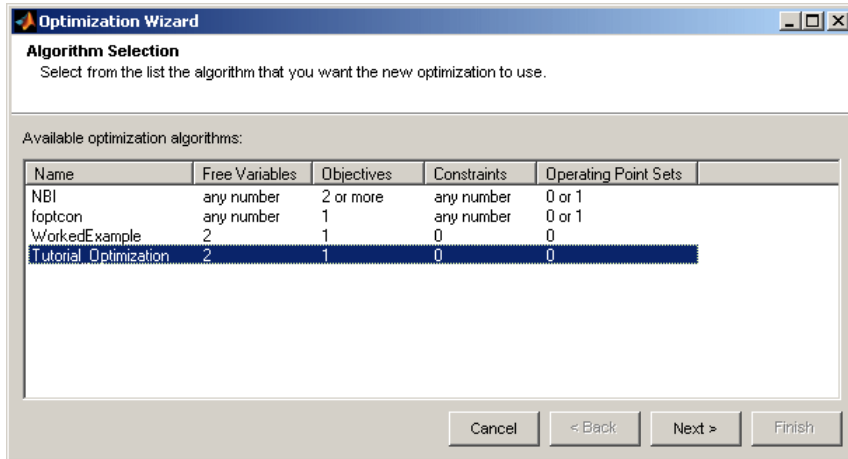 Optimization Wizard
Algorithm Selection
Select from the list the algorithm that you want the new optimization to use.
Available optimization algorithms:
Name Free Variables Objectives Constraints Operating Point Sets
NBI any number 2 or more any number 0 or 1
foptcon any number 1 any number 0 or 1
WorkedExample 2 1 0 0
Tutorial_Optimization 2 1 0 0
Cancel < Back Next > Finish